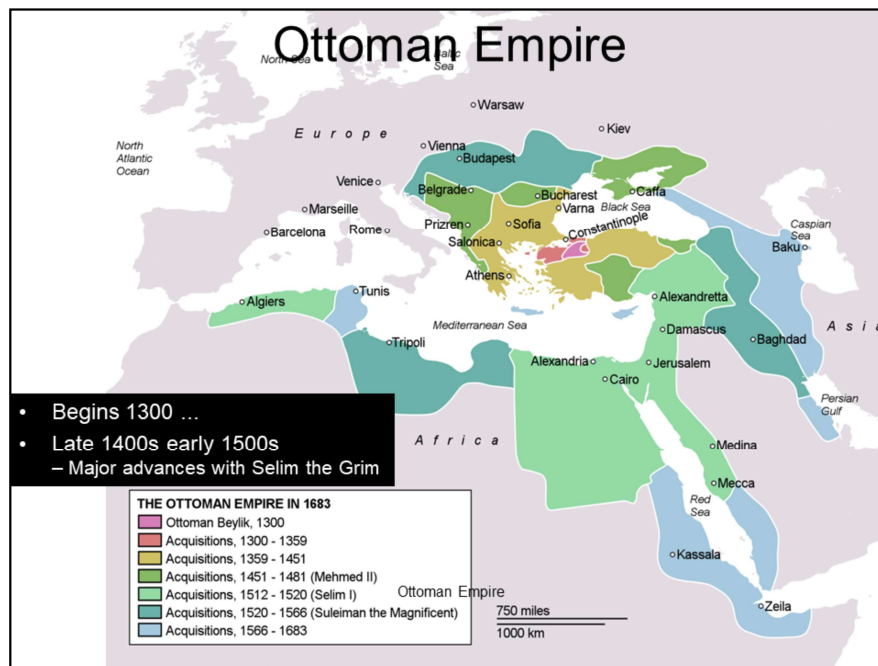 Ottoman Empire
North Sea
Baltic
Sea
Warsaw
Kiev
Europe
North
Atlantic
Ocean
Vienna
Budapest
Venice
Belgrade
Bucharest
Caffa
Marseille
Varna
Black Sea
Caspian
Sea
Barcelona
Rome
Prizren
Sofia
Constantinople
Salonica
Baku
Athens
Tunis
Algiers
Alexandretta
Mediterranean Sea
Damascus
Asia
Tripoli
Baghdad
Alexandria
Jerusalem
Cairo
Persian
Gulf
• Begins 1300 ...
• Late 1400s early 1500s
– Major advances with Selim the Grim
Africa
Medina
Mecca
Red
Sea
Kassala
Zeila
THE OTTOMAN EMPIRE IN 1683
Ottoman Beylik, 1300
Acquisitions, 1300 - 1359
Acquisitions, 1359 - 1451
Acquisitions, 1451 - 1481 (Mehmed II)
Acquisitions, 1512 - 1520 (Selim I)
Ottoman Empire
Acquisitions, 1520 - 1566 (Suleiman the Magnificent)
Acquisitions, 1566 - 1683
750 miles
1000 km